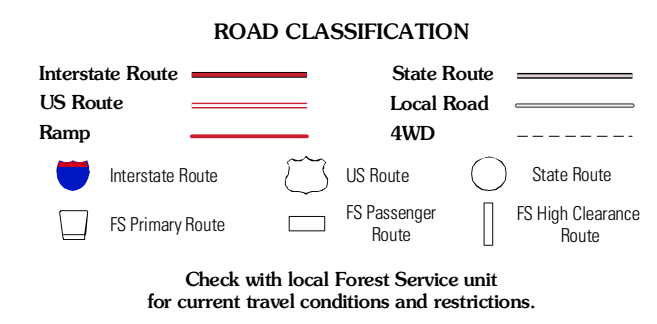 ROAD CLASSIFICATION
Interstate Route
State Route
US Route
Local Road
Ramp
4WD
Interstate Route
US Route
State Route
FS Primary Route
FS Passenger
Route
FS High Clearance
Route
Check with local Forest Service unit
for current travel conditions and restrictions.